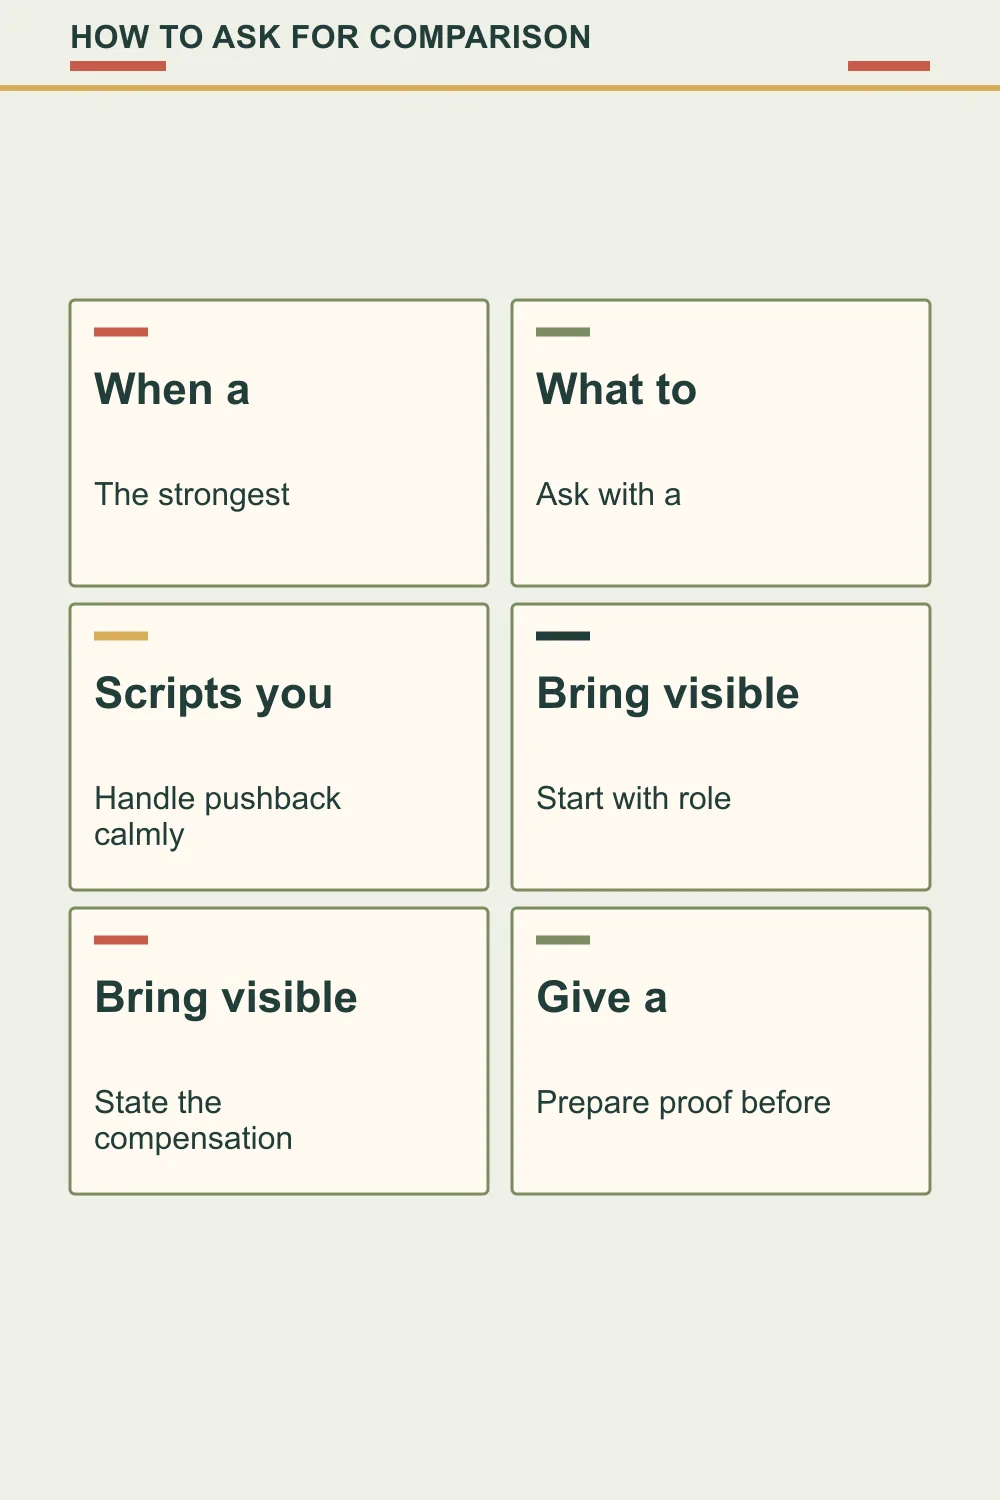 HOW TO ASK FOR COMPARISON
When a
The strongest
What to
Ask with a
Scripts you
Handle pushback
calmly
Bring visible
Start with role
Bring visible
State the
compensation
Give a
Prepare proof before